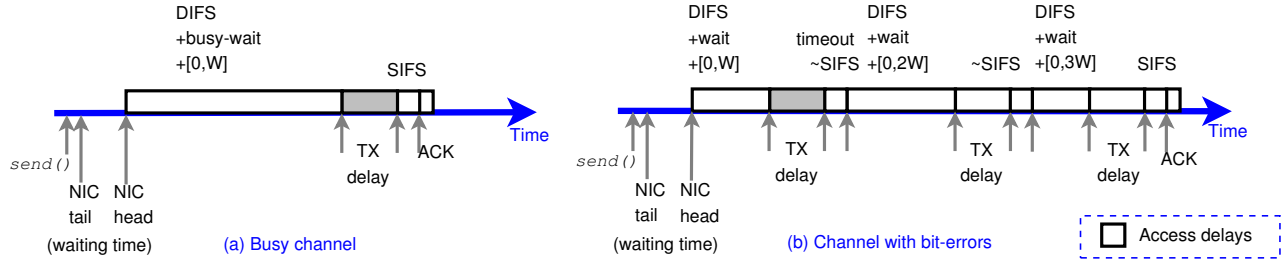 DIFS
+busy-wait
+[0,W]
SIFS
Time
send()
TX
delay
ACK
NIC
tail
NIC
head
(waiting time)
(a) Busy channel
DIFS
+wait
+[0,W]
timeout
~SIFS
DIFS
+wait
+[0,2W]
~SIFS
DIFS
+wait
+[0,3W]
SIFS
Time
send()
TX
delay
TX
delay
TX
delay
ACK
NIC
tail
NIC
head
(waiting time)
(b) Channel with bit-errors
Access delays